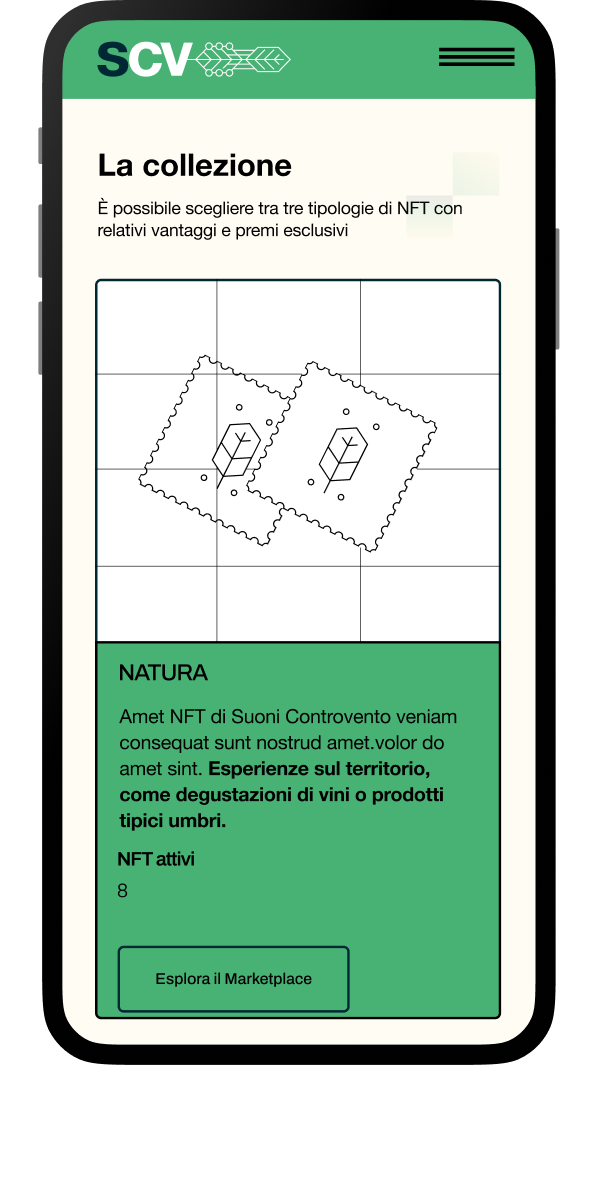 SCV
La collezione
È possibile scegliere tra tre tipologie di NFT con
relativi vantaggi e premi esclusivi
NATURA
Amet NFT di Suoni Controvento veniam
consequat sunt nostrud amet.volor do
amet sint. Esperienze sul territorio,
come degustazioni di vini o prodotti
tipici umbri.
NFT attivi
8
Esplora il Marketplace